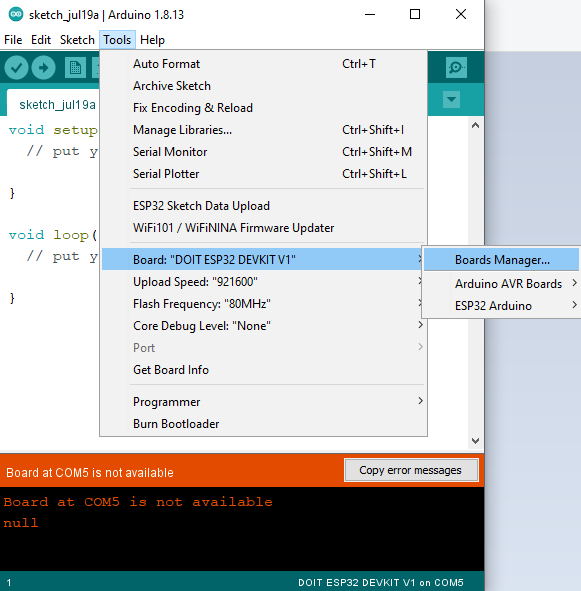 sketch_jul19a | Arduino 1.8.13
File Edit Sketch Tools Help
sketch_jul19a
void setup
// put y
}
void loop(
// put y
}
Auto Format Ctrl+T
Archive Sketch
Fix Encoding & Reload
Manage Libraries... Ctrl+Shift+I
Serial Monitor Ctrl+Shift+M
Serial Plotter Ctrl+Shift+L
ESP32 Sketch Data Upload
WiFi101 / WiFiNINA Firmware Updater
Board: "DOIT ESP32 DEVKIT V1"
Upload Speed: "921600"
Flash Frequency: "80MHz"
Core Debug Level: "None"
Port
Get Board Info
Programmer
Burn Bootloader
Boards Manager...
Arduino AVR Boards
ESP32 Arduino
Board at COM5 is not available
Copy error messages
Board at COM5 is not available
null
1 DOIT ESP32 DEVKIT V1 on COM5